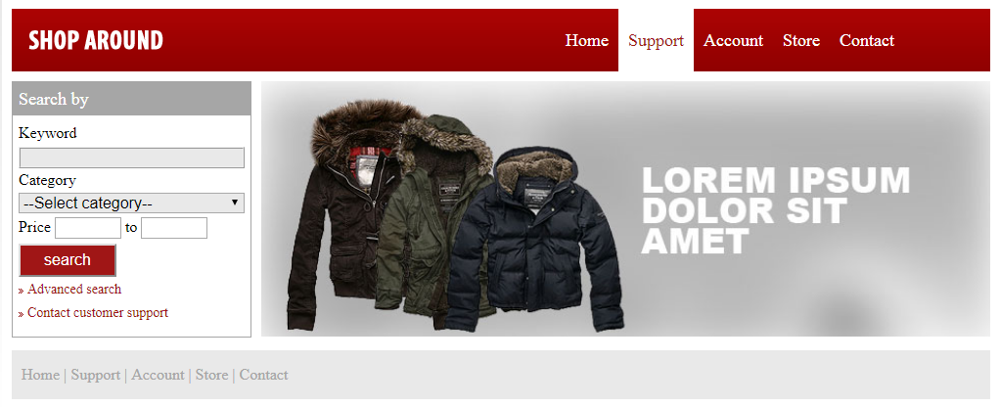 SHOP AROUND
Home Support Account Store Contact
Search by
Keyword
Category
--Select category--
Price to
search
Advanced search
Contact customer support
LOREM IPSUM
DOLOR SIT
AMET
Home | Support | Account | Store | Contact